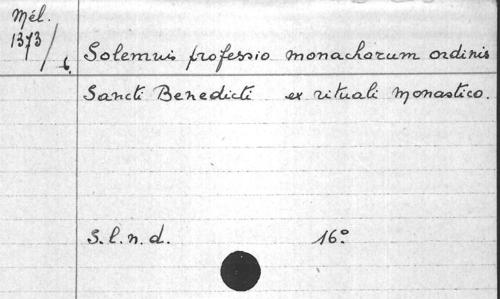 Mél.
1373/6. Solemnis professio monachorum ordinis
Sancti Benedicti ex rituali monastico.
S.l.n.d. 16°